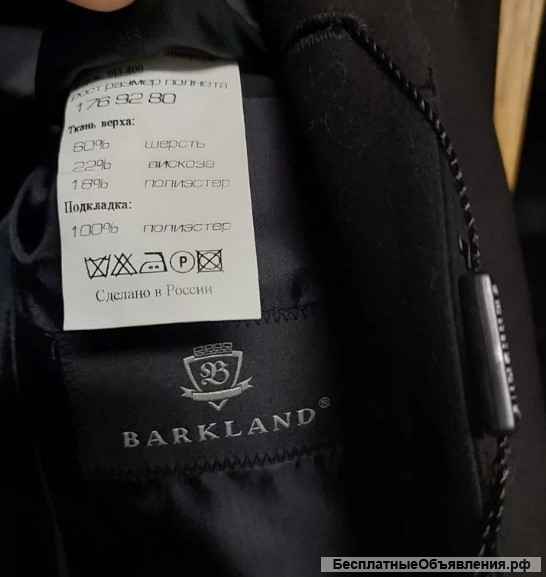 рост размер полнота
176 92 80
Ткань верха:
60% шерсть
22% вискоза
18% полиэстер
Подкладка:
100% полиэстер
P
Сделано в России
B
BARKLAND®
БесплатныеОбъявления.рф